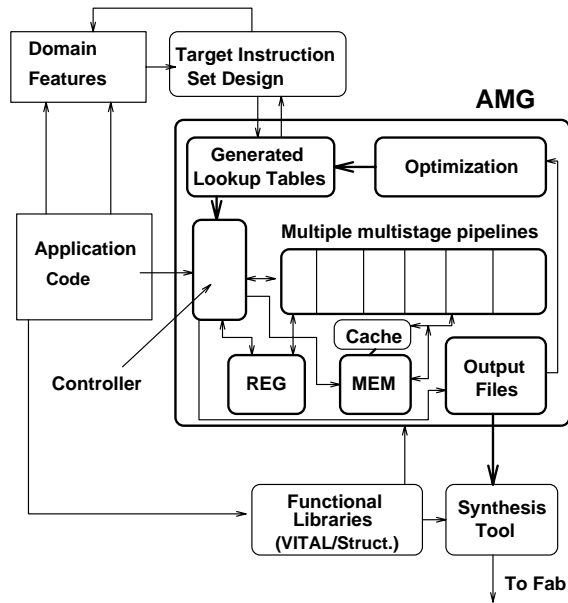 Domain
Features
Target Instruction
Set Design
AMG
Generated
Lookup Tables
Optimization
Application
Code
Multiple multistage pipelines
Cache
Controller
REG
MEM
Output
Files
Functional
Libraries
(VITAL/Struct.)
Synthesis
Tool
To Fab